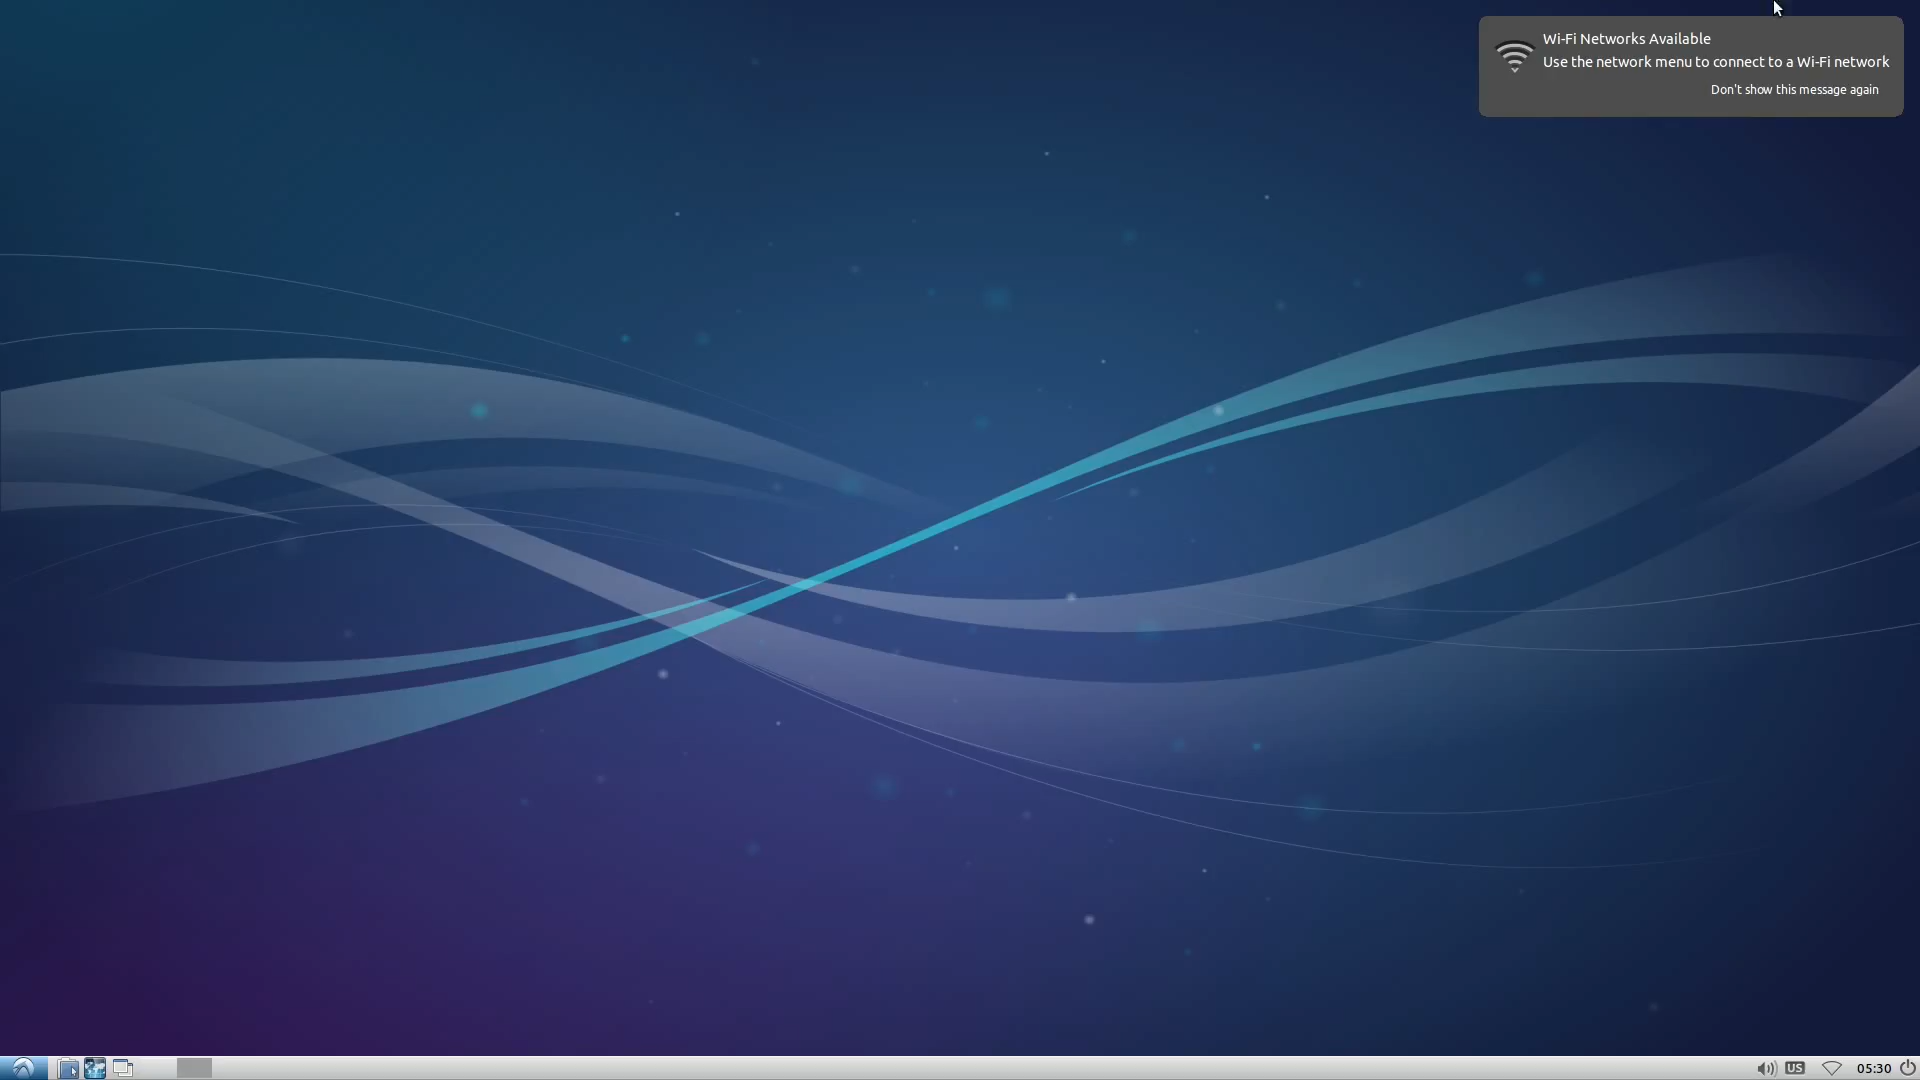 Wi-Fi Networks Available
Use the network menu to connect to a Wi-Fi network
Don't show this message again
US
05:30